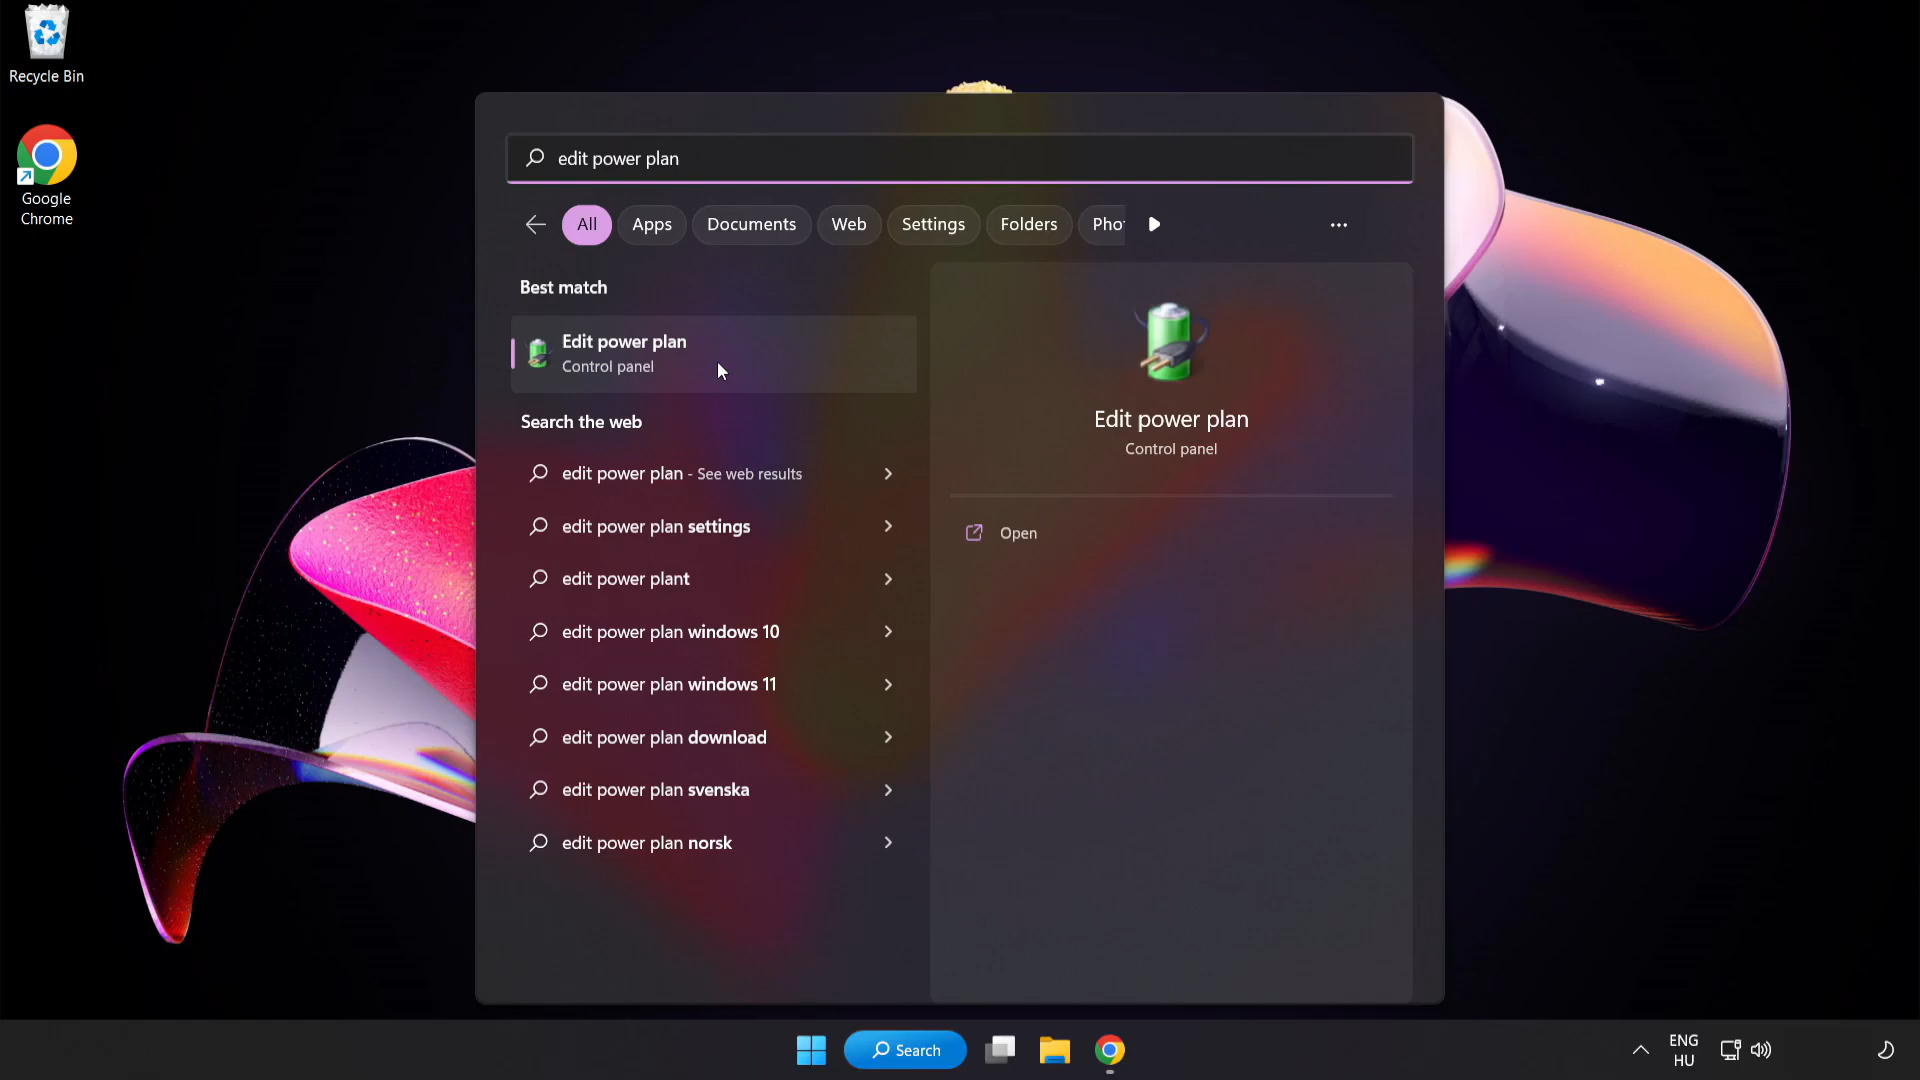 Recycle Bin
Google
Chrome
edit power plan
All
Apps
Documents
Web
Settings
Folders
Phot
Best match
Edit power plan
Control panel
Search the web
edit power plan - See web results
edit power plan settings
edit power plant
edit power plan windows 10
edit power plan windows 11
edit power plan download
edit power plan svenska
edit power plan norsk
Edit power plan
Control panel
Open
Search
ENG
HU